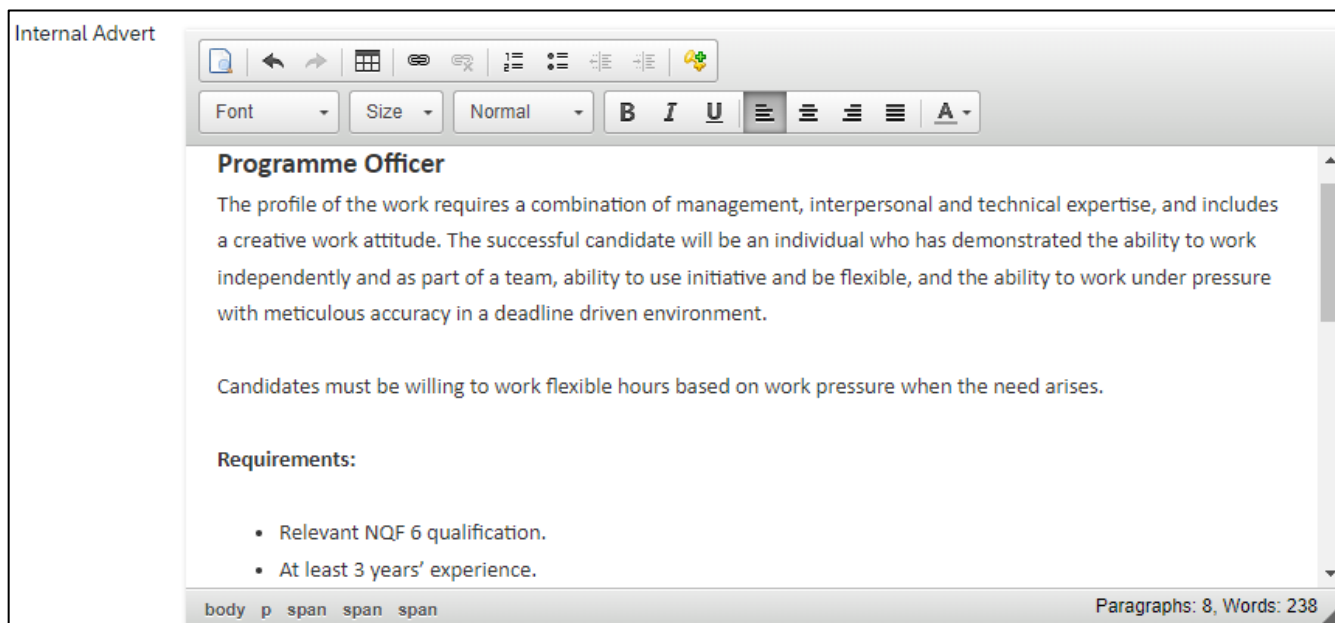 Internal Advert
Font Size Normal B I U A
Programme Officer
The profile of the work requires a combination of management, interpersonal and technical expertise, and includes
a creative work attitude. The successful candidate will be an individual who has demonstrated the ability to work
independently and as part of a team, ability to use initiative and be flexible, and the ability to work under pressure
with meticulous accuracy in a deadline driven environment.
Candidates must be willing to work flexible hours based on work pressure when the need arises.
Requirements:
• Relevant NQF 6 qualification.
• At least 3 years’ experience.
body p span span span Paragraphs: 8, Words: 238